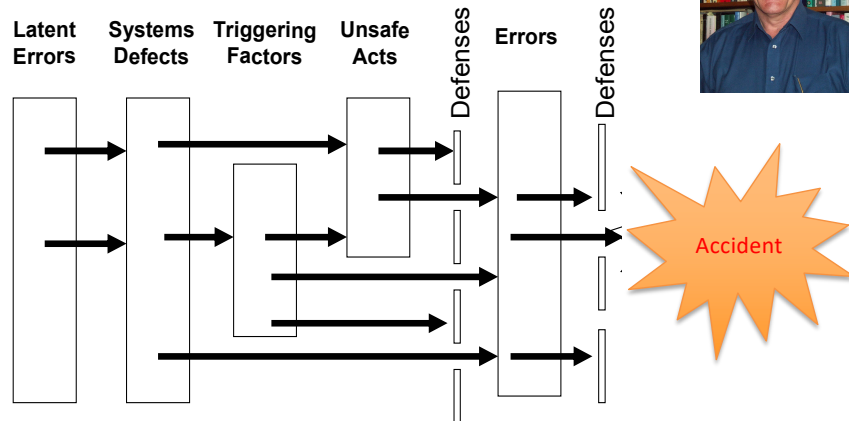 Latent
Errors
Systems
Defects
Triggering
Factors
Unsafe
Acts
Defenses
Errors
Defenses
Accident